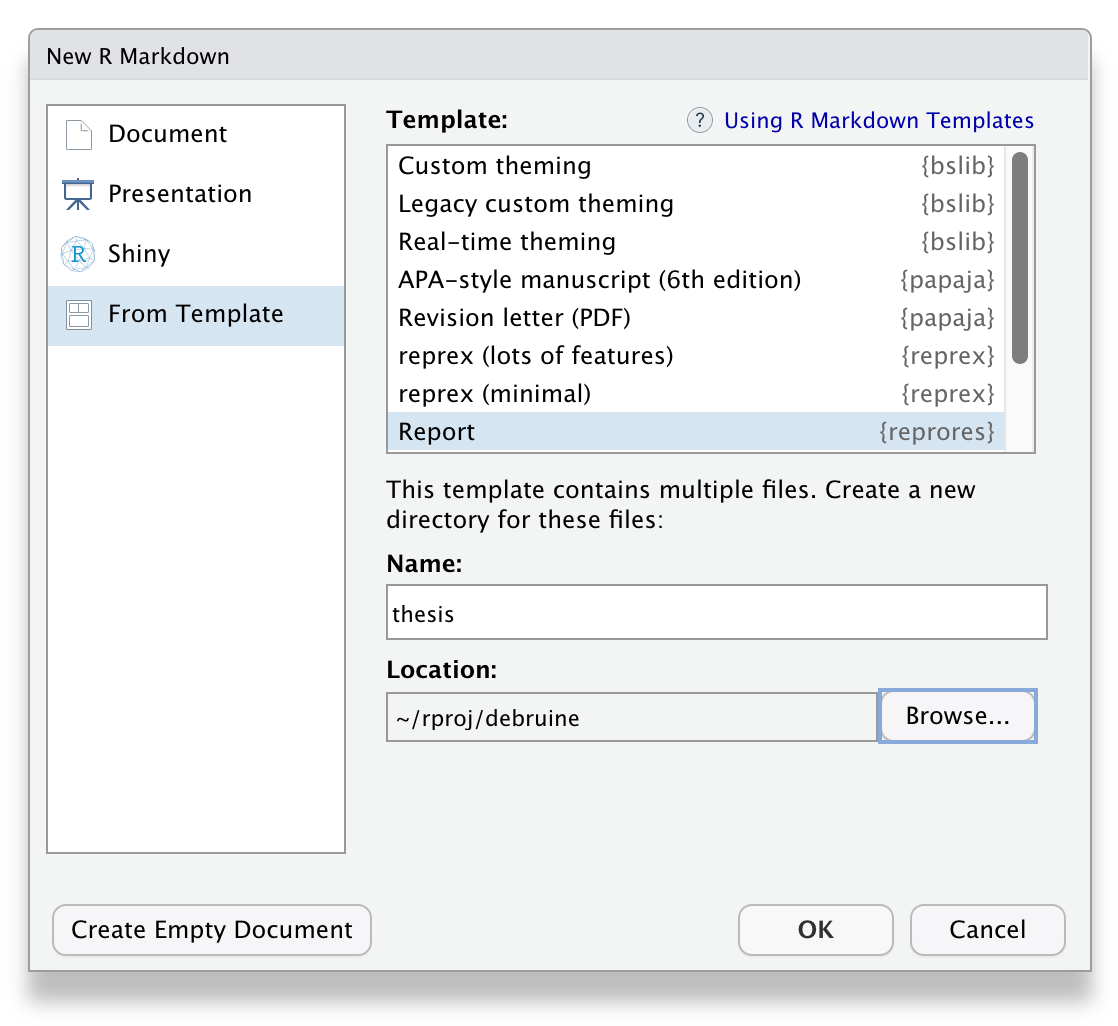 New R Markdown
Document
Presentation
R Shiny
From Template
Template:
? Using R Markdown Templates
Custom theming {bslib}
Legacy custom theming {bslib}
Real-time theming {bslib}
APA-style manuscript (6th edition) {papaja}
Revision letter (PDF) {papaja}
reprex (lots of features) {reprex}
reprex (minimal) {reprex}
Report {reprores}
This template contains multiple files. Create a new
directory for these files:
Name:
thesis
Location:
~/rproj/debruine
Browse...
Create Empty Document
OK
Cancel